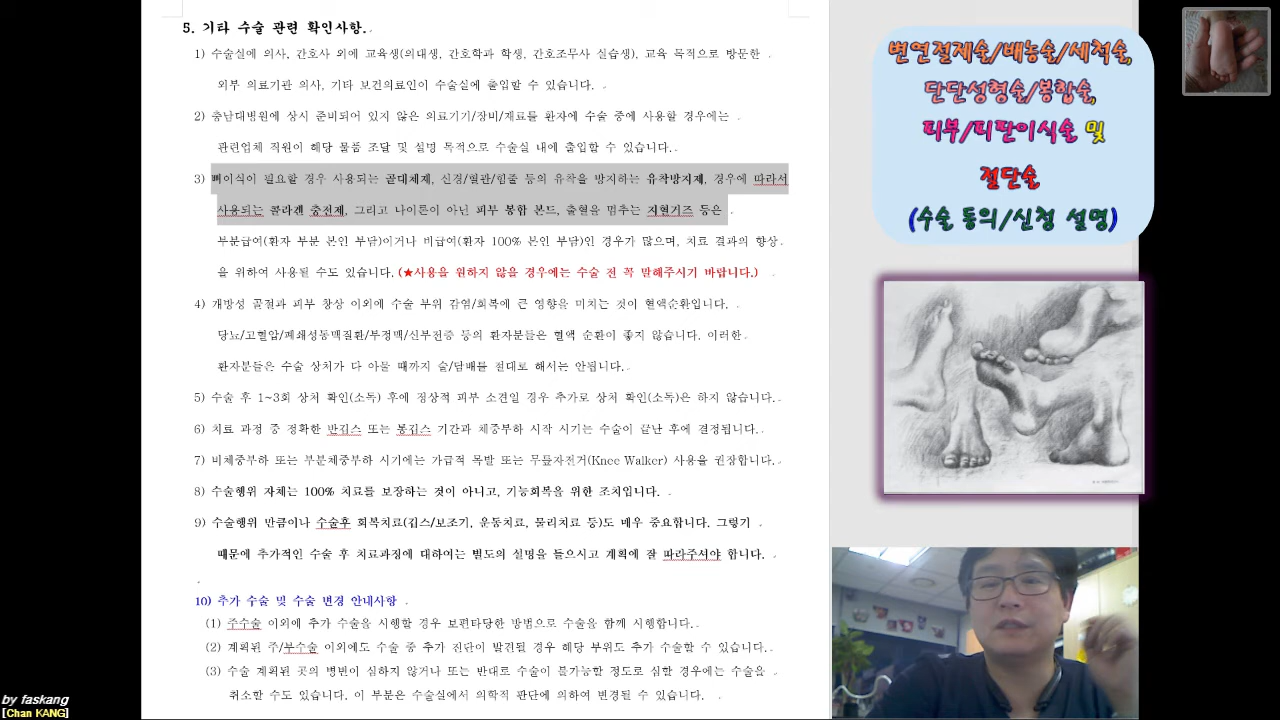 5. 기타 수술 관련 확인사항.
1) 수술실에 의사, 간호사 외에 교육생(의대생, 간호학과 학생, 간호조무사 실습생), 교육 목적으로 방문한
외부 의료기관 의사, 기타 보건의료인이 수술실에 출입할 수 있습니다.
2) 충남대병원에 상시 준비되어 있지 않은 의료기기/장비/재료를 환자에 수술 중에 사용할 경우에는
관련업체 직원이 해당 물품 전달 및 설명 목적으로 수술실 내에 출입할 수 있습니다.
3) 뼈이식이 필요할 때 사용되는 골대체제, 신경/혈관/힘줄 등의 유착을 방지하는 유착방지제, 경우에 따라서
사용되는 콜라겐 충진제, 그리고 나이론이 아닌 피부 봉합 본드, 출혈을 멈추는 지혈거즈 등은
부분급여(환자 부분 본인 부담)이거나 비급여(환자 100% 본인 부담)인 경우가 많으며, 치료 결과의 향상
을 위하여 사용될 수도 있습니다. (★사용을 원하지 않을 경우에는 수술 전 꼭 말해주시기 바랍니다.)
4) 개방성 골절과 피부 창상 이외에 수술 부위 감염/회복에 큰 영향을 미치는 것이 혈액순환입니다.
당뇨/고혈압/폐쇄성동맥질환/부정맥/신부전증 등의 환자분들은 혈액 순환이 좋지 않습니다. 이러한
환자분들은 수술 상처가 다 아물 때까지 술/담배를 절대로 해서는 안됩니다.
5) 수술 후 1~3회 상처 확인(소독) 후에 정상적 피부 소견일 경우 추가로 상처 확인(소독)은 하지 않습니다.
6) 치료 과정 중 정확한 반깁스 또는 통깁스 기간과 체중부하 시작 시기는 수술이 끝난 후에 결정됩니다.
7) 비체중부하 또는 부분체중부하 시기에는 가급적 목발 또는 무릎자전거(Knee Walker) 사용을 권장합니다.
8) 수술행위 자체는 100% 치료를 보장하는 것이 아니고, 기능회복을 위한 조치입니다.
9) 수술행위 만큼이나 수술후 회복치료(깁스/보조기, 운동치료, 물리치료 등)도 매우 중요합니다. 그렇기
때문에 추가적인 수술 후 치료과정에 대하여는 별도의 설명을 들으시고 계획에 잘 따라주셔야 합니다.
10) 추가 수술 및 수술 변경 안내사항
(1) 주수술 이외에 추가 수술을 시행할 경우 보편타당한 방법으로 수술을 함께 시행합니다.
(2) 계획된 주/부수술 이외에도 수술 중 추가 진단이 발견될 경우 해당 부위도 추가 수술할 수 있습니다.
(3) 수술 계획된 곳의 병변이 심하지 않거나 또는 반대로 수술이 불가능할 정도로 심할 경우에는 수술을
취소할 수도 있습니다. 이 부분은 수술실에서 의학적 판단에 의하여 변경될 수 있습니다.
변연절제술/배농술/세척술,
단단성형술/봉합술,
피부/피판이식술 및
절단술
(수술 동의/신청 설명)
by faskang
[Chan KANG]